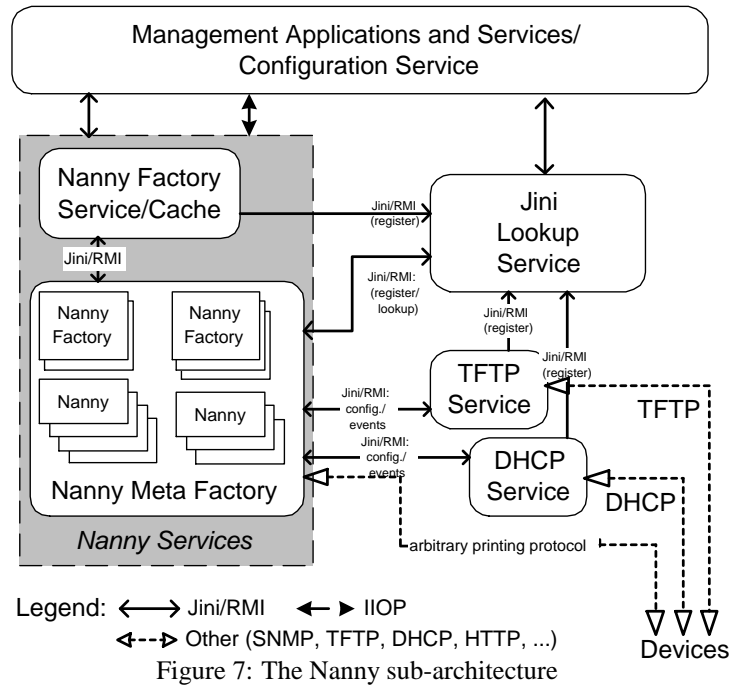 Management Applications and Services/
Configuration Service
Nanny Factory
Service/Cache
Jini/RMI
(register)
Jini
Lookup
Service
Jini/RMI
Jini/RMI:
(register/
lookup)
Nanny
Factory
Nanny
Factory
Jini/RMI
(register)
Jini/RMI
(register)
TFTP
Service
TFTP
Nanny
Nanny
Jini/RMI:
config./
events
Jini/RMI:
config./
events
DHCP
Service
DHCP
Nanny Meta Factory
Nanny Services
arbitrary printing protocol
Legend:
Jini/RMI
IIOP
Other (SNMP, TFTP, DHCP, HTTP, ...)
Devices
Figure 7: The Nanny sub-architecture